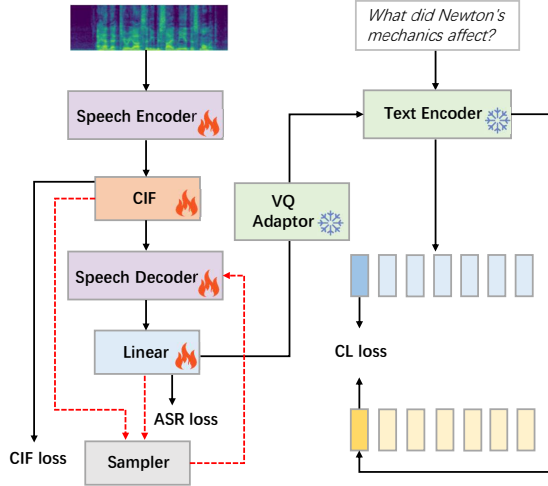 What did Newton's
mechanics affect?
Speech Encoder
Text Encoder
CIF
VQ
Adaptor
Speech Decoder
Linear
CL loss
ASR loss
CIF loss
Sampler